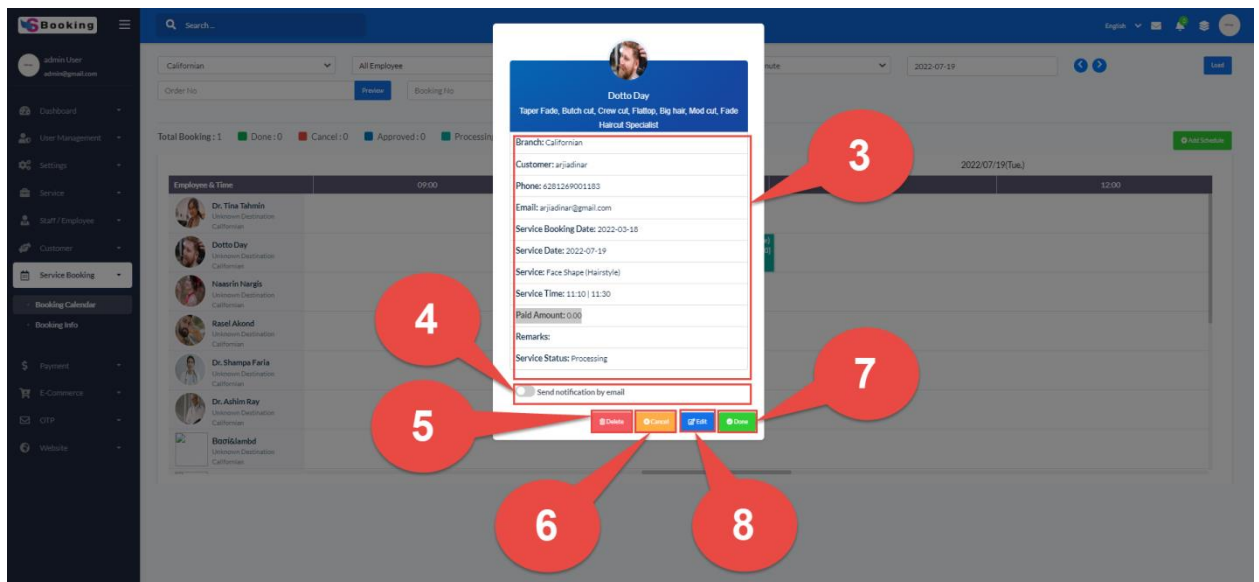 Booking
Search...
English
admin User
admin@gmail.com
Californian
All Employee
nute
2022-07-19
Load
Order No
Preview
Booking No
Dashboard
User Management
Settings
Service
Staff / Employee
Customer
Service Booking
Booking Calendar
Booking Info
Payment
E-Commerce
OTP
Website
Total Booking : 1
Done : 0
Cancel : 0
Approved : 0
Processing
Add Schedule
2022/07/19(Tue.)
Employee & Time
09:00
12:00
Dr. Tina Tahmin
Unknown Destination
Californian
Dotto Day
Unknown Destination
Californian
Naasrin Nargis
Unknown Destination
Californian
Rasel Akond
Unknown Destination
Californian
Dr. Shampa Faria
Unknown Destination
Californian
Dr. Ashim Ray
Unknown Destination
Californian
Unknown Destination
Californian
Dotto Day
Taper Fade, Butch cut, Crew cut, Flattop, Big hair, Mod cut, Fade
Haircut Specialist
Branch: Californian
Customer: arjiadinar
Phone: 6281269001183
Email: arjiadinar@gmail.com
Service Booking Date: 2022-03-18
Service Date: 2022-07-19
Service: Face Shape (Hairstyle)
Service Time: 11:10 | 11:30
Paid Amount: 0.00
Remarks:
Service Status: Processing
Send notification by email
Delete
Cancel
Edit
Done
3
4
5
6
7
8